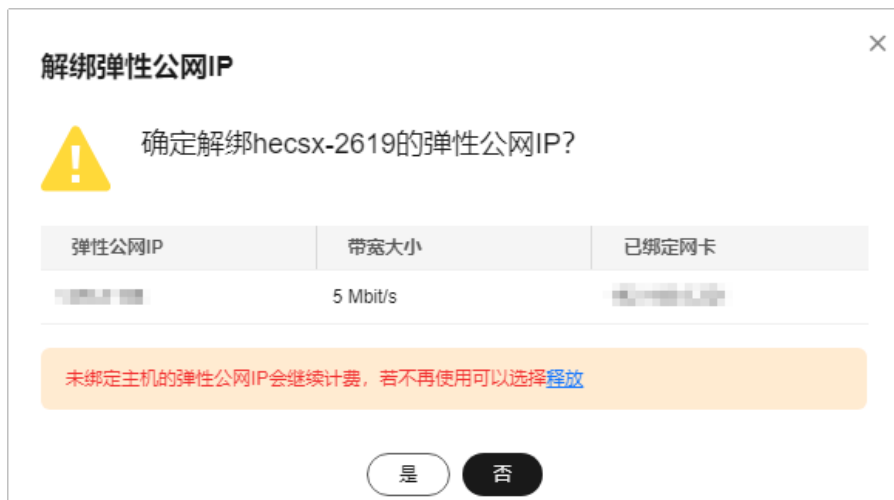 解绑弹性公网IP
确定解绑hecsx-2619的弹性公网IP?
弹性公网IP 带宽大小 已绑定网卡
5 Mbit/s
未绑定主机的弹性公网IP会继续计费，若不再使用可以选择释放
是 否